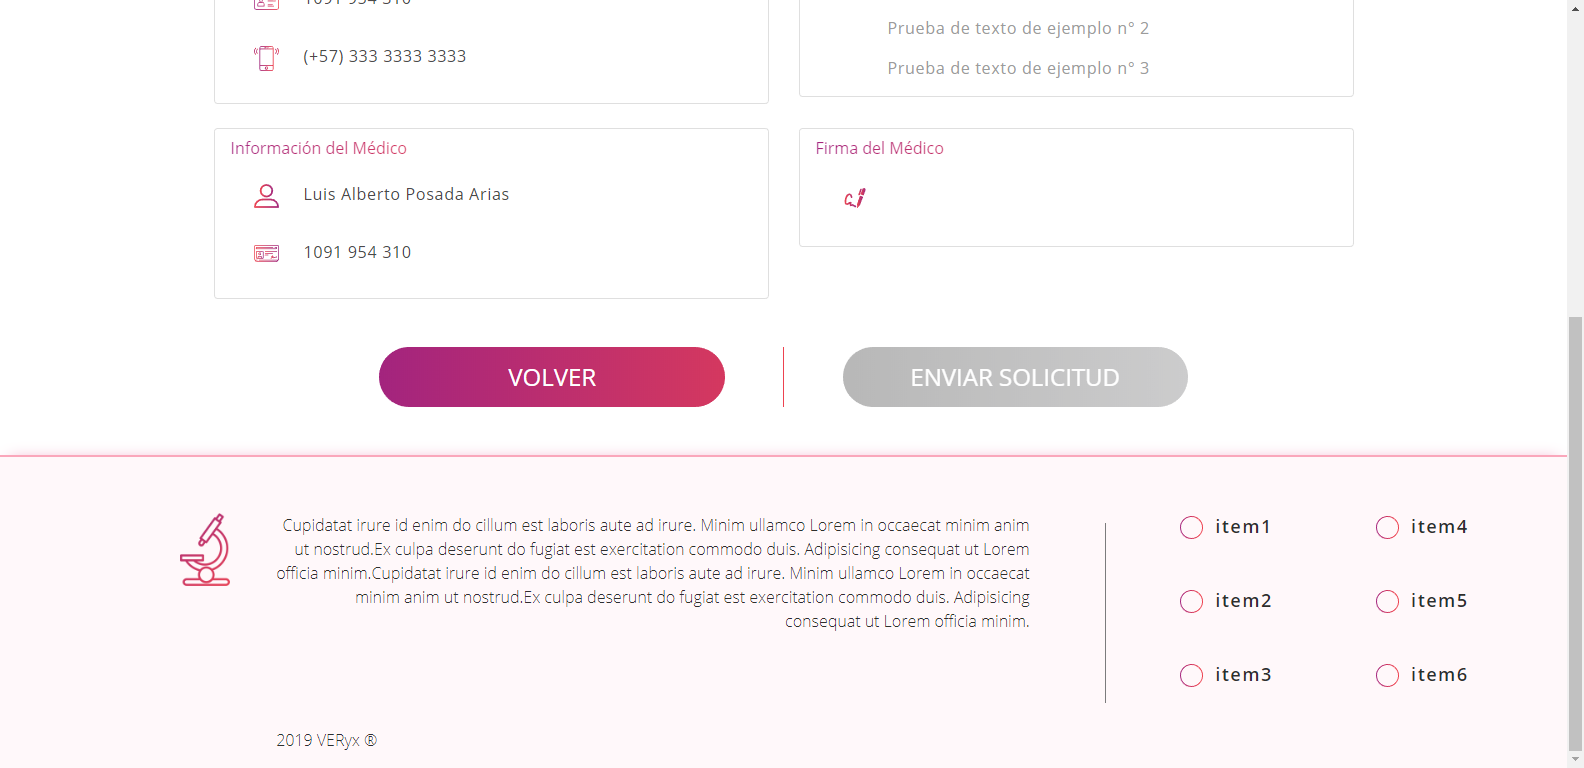 1091 954 310
(+57) 333 3333 3333
Prueba de texto de ejemplo n° 2
Prueba de texto de ejemplo n° 3
Información del Médico
Luis Alberto Posada Arias
1091 954 310
Firma del Médico
VOLVER
ENVIAR SOLICITUD
Cupidatat irure id enim do cillum est laboris aute ad irure. Minim ullamco Lorem in occaecat minim anim
ut nostrud.Ex culpa deserunt do fugiat est exercitation commodo duis. Adipisicing consequat ut Lorem
officia minim.Cupidatat irure id enim do cillum est laboris aute ad irure. Minim ullamco Lorem in occaecat
minim anim ut nostrud.Ex culpa deserunt do fugiat est exercitation commodo duis. Adipisicing
consequat ut Lorem officia minim.
item1
item4
item2
item5
item3
item6
2019 VERyx ®